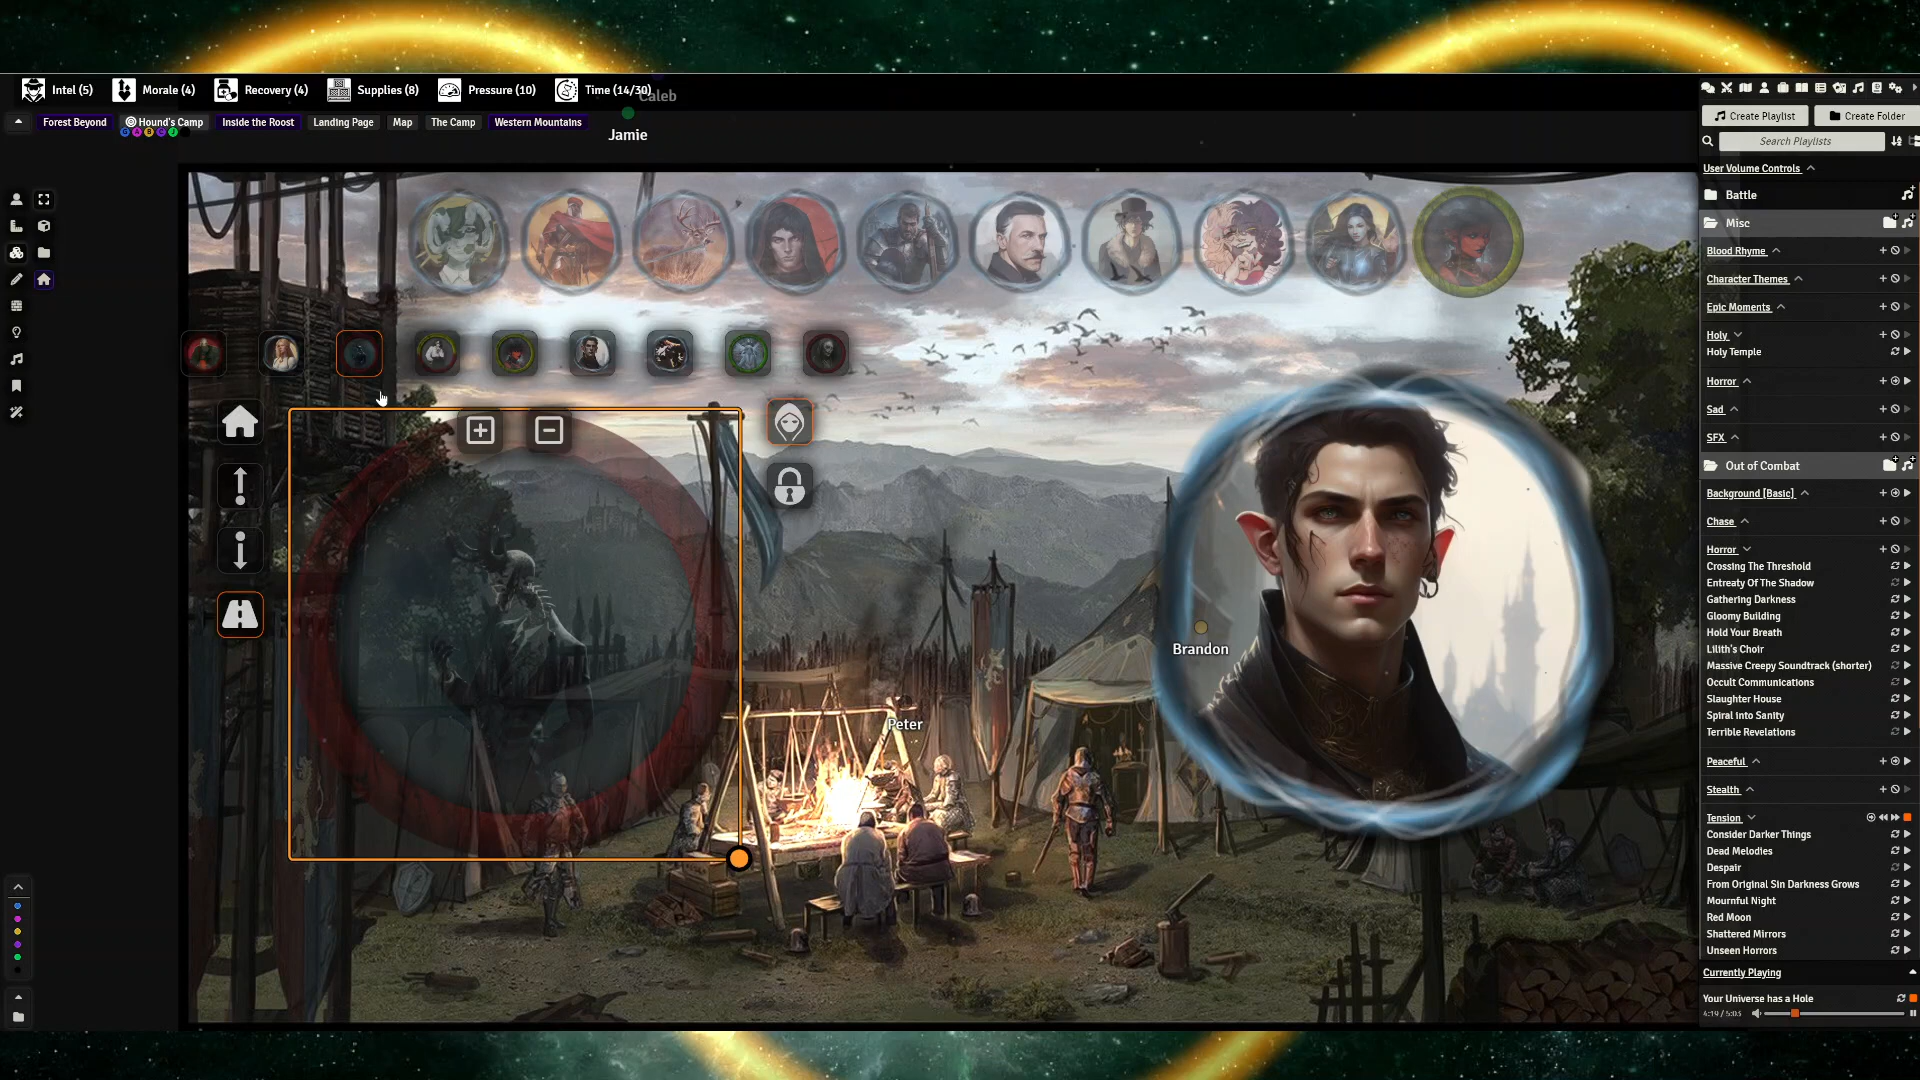 Intel (5) Morale (4) Recovery (4) Supplies (8) Pressure (10) Time (14/30)
Caleb
Forest Beyond Hound's Camp Inside the Roost Landing Page Map The Camp Western Mountains
G A B C J
Jamie
Brandon
Peter
Create Playlist Create Folder
Search Playlists
User Volume Controls
Battle
Misc
Blood Rhyme
Character Themes
Epic Moments
Holy
Holy Temple
Horror
Sad
SFX
Out of Combat
Background [Basic]
Chase
Horror
Crossing The Threshold
Entreaty Of The Shadow
Gathering Darkness
Gloomy Building
Hold Your Breath
Lilith's Choir
Massive Creepy Soundtrack (shorter)
Occult Communications
Slaughter House
Spiral into Sanity
Terrible Revelations
Peaceful
Stealth
Tension
Consider Darker Things
Dead Melodies
Despair
From Original Sin Darkness Grows
Mournful Night
Red Moon
Shattered Mirrors
Unseen Horrors
Currently Playing
Your Universe has a Hole
4:19 / 5:03